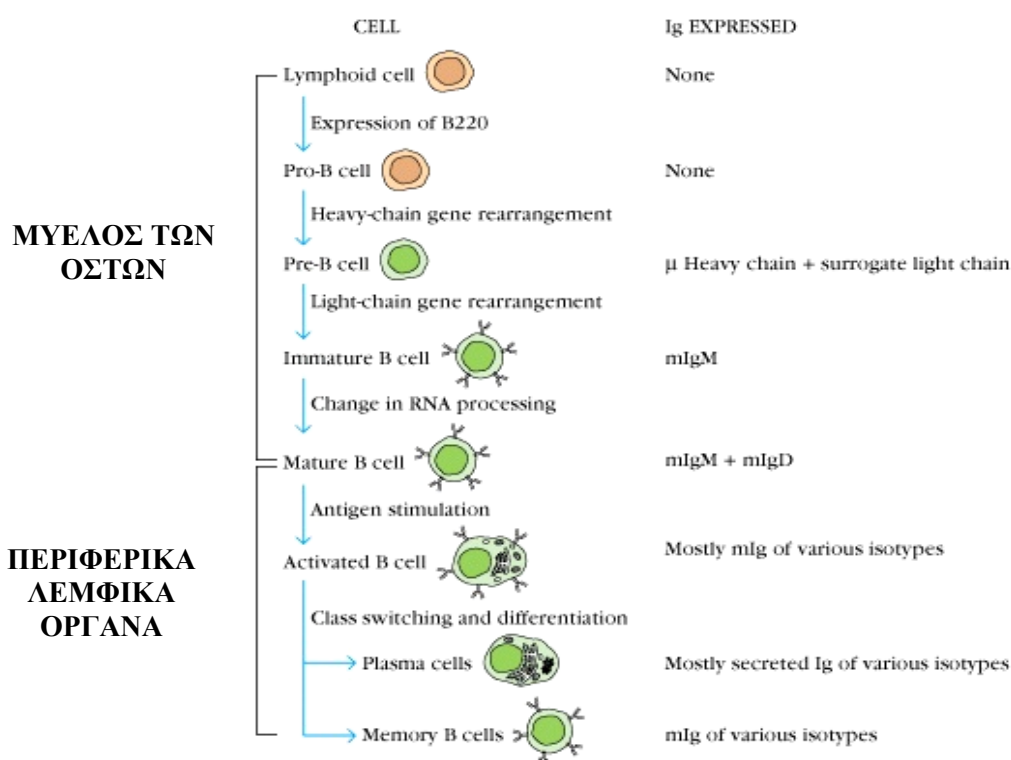 CELL
Ig EXPRESSED
Lymphoid cell
None
Expression of B220
Pro-B cell
None
Heavy-chain gene rearrangement
ΜΥΕΛΟΣ ΤΩΝ
ΟΣΤΩΝ
Pre-B cell
μ Heavy chain + surrogate light chain
Light-chain gene rearrangement
Immature B cell
mIgM
Change in RNA processing
Mature B cell
mIgM + mIgD
Antigen stimulation
ΠΕΡΙΦΕΡΙΚΑ
ΛΕΜΦΙΚΑ
ΟΡΓΑΝΑ
Activated B cell
Mostly mIg of various isotypes
Class switching and differentiation
Plasma cells
Mostly secreted Ig of various isotypes
Memory B cells
mIg of various isotypes